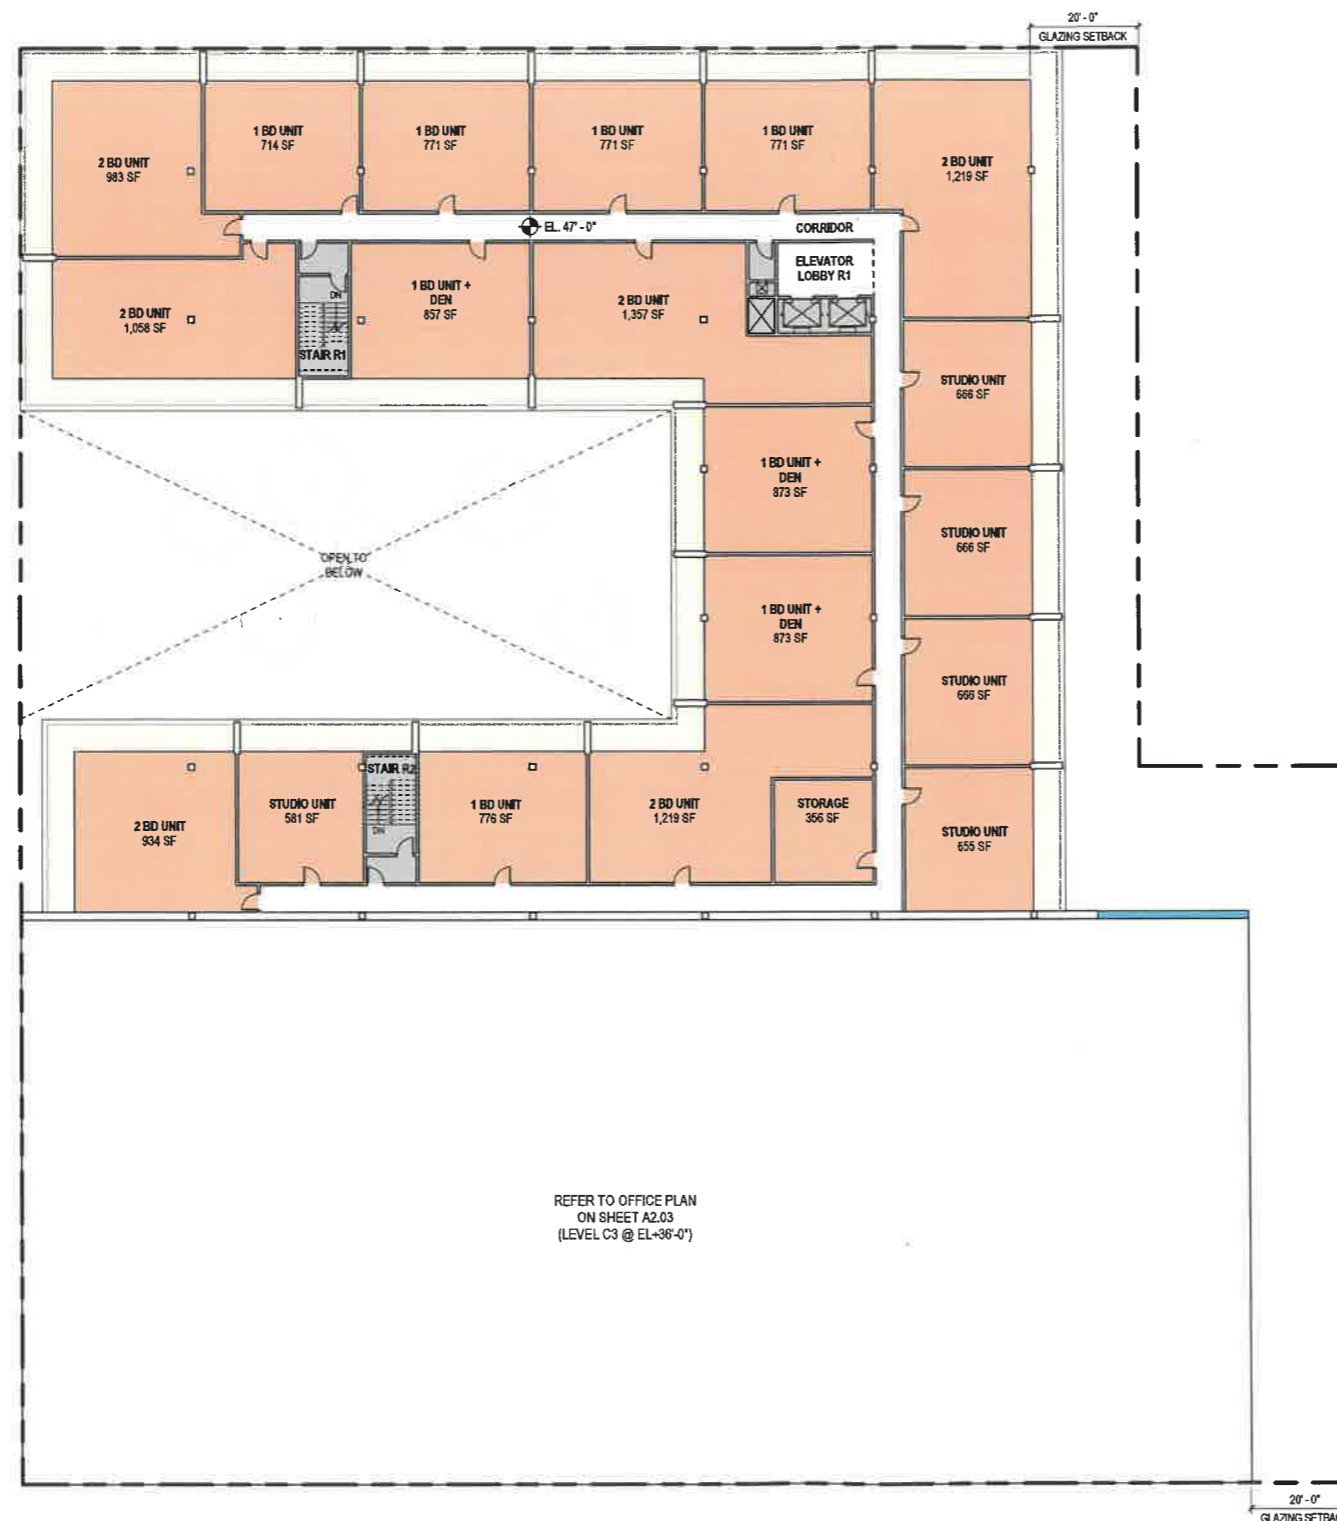 20'-0"
GLAZING SETBACK
1 BD UNIT
714 SF
1 BD UNIT
771 SF
1 BD UNIT
771 SF
1 BD UNIT
771 SF
2 BD UNIT
983 SF
2 BD UNIT
1,219 SF
EL. 47'-0"
CORRIDOR
ELEVATOR
LOBBY R1
2 BD UNIT
1,058 SF
DN
STAIR R1
1 BD UNIT +
DEN
857 SF
2 BD UNIT
1,357 SF
STUDIO UNIT
666 SF
1 BD UNIT +
DEN
873 SF
STUDIO UNIT
666 SF
OPEN TO
BELOW
1 BD UNIT +
DEN
873 SF
STUDIO UNIT
666 SF
STAIR R2
DN
2 BD UNIT
934 SF
STUDIO UNIT
581 SF
1 BD UNIT
776 SF
2 BD UNIT
1,219 SF
STORAGE
356 SF
STUDIO UNIT
655 SF
REFER TO OFFICE PLAN
ON SHEET A2.03
(LEVEL C3 @ EL+36'-0")
20'-0"
GLAZING SETBACK